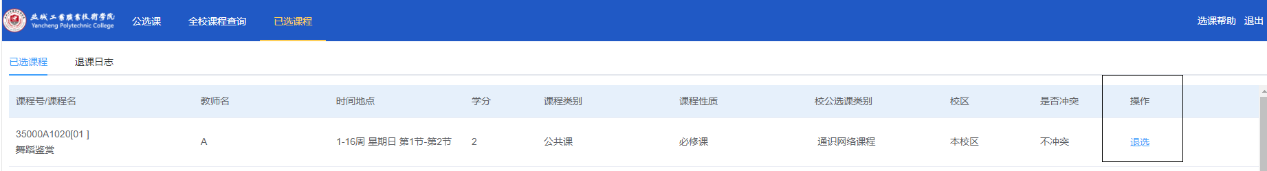 盐城工业职业技术学院
Yancheng Polytechnic College
公选课 全校课程查询 已选课程 选课帮助 退出
已选课程 退课日志
课程号/课程名 教师名 时间地点 学分 课程类别 课程性质 校公选课类别 校区 是否冲突 操作
35000A1020[01 ]
舞蹈鉴赏
A 1-16周 星期日 第1节-第2节 2 公共课 必修课 通识网络课程 本校区 不冲突 退选